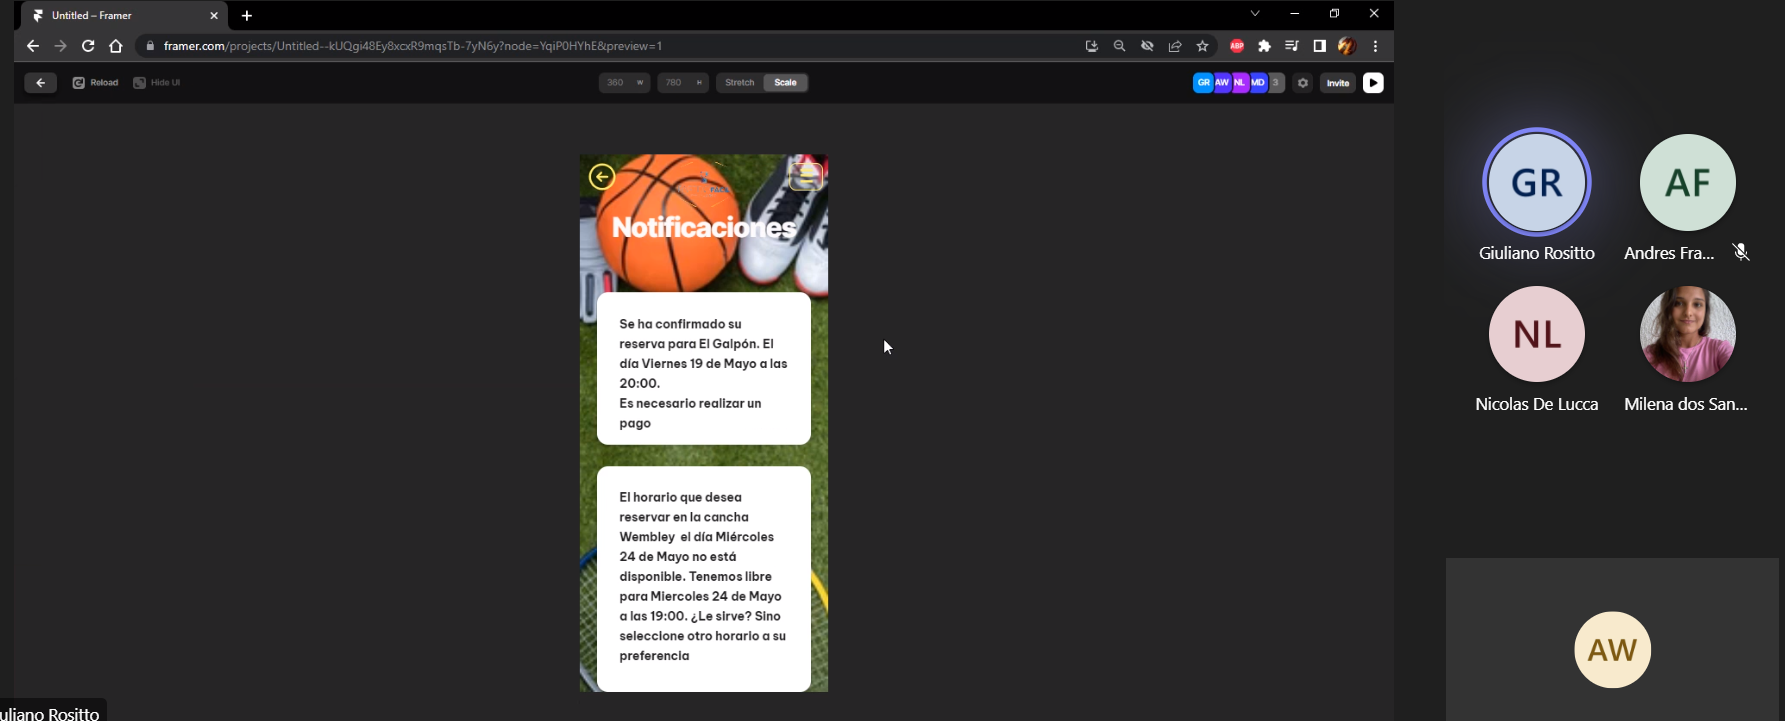 Untitled – Framer
framer.com/projects/Untitled--kUQgi48Ey8xcxR9mqsTb-7yN6y?node=YqiP0HYhE&preview=1
ABP
Reload
Hide UI
360 W
780 H
Stretch
Scale
GR AW NL MD 3
Invite
Notificaciones
Se ha confirmado su
reserva para El Galpón. El
día Viernes 19 de Mayo a las
20:00.
Es necesario realizar un
pago
El horario que desea
reservar en la cancha
Wembley el día Miércoles
24 de Mayo no está
disponible. Tenemos libre
para Miercoles 24 de Mayo
a las 19:00. ¿Le sirve? Sino
seleccione otro horario a su
preferencia
GR
AF
Giuliano Rositto
Andres Fra...
NL
Nicolas De Lucca
Milena dos San...
AW
uliano Rositto